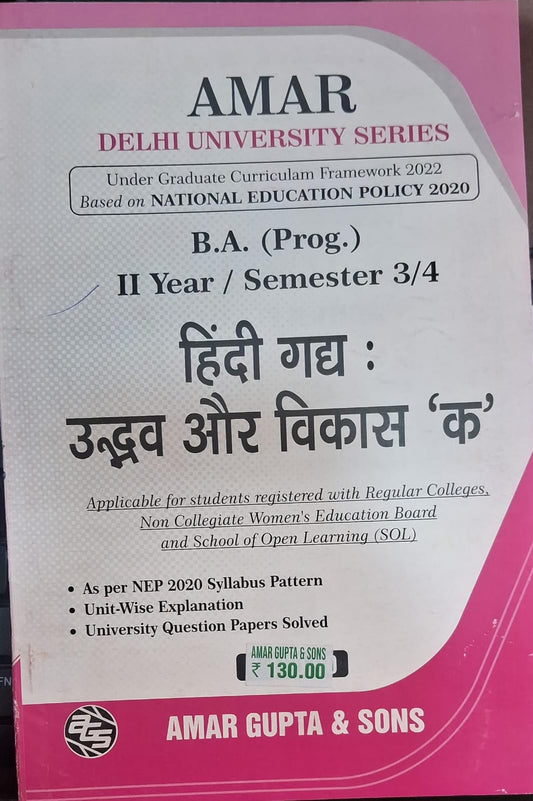 AMAR
DELHI UNIVERSITY SERIES
Under Graduate Curriculam Framework 2022
Based on NATIONAL EDUCATION POLICY 2020
B.A. (Prog.)
II Year / Semester 3/4
हिंदी गद्य :
उद्भव और विकास ‘क’
Applicable for students registered with Regular Colleges,
Non Collegiate Women's Education Board
and School of Open Learning (SOL)
• As per NEP 2020 Syllabus Pattern
• Unit-Wise Explanation
• University Question Papers Solved
AMAR GUPTA & SONS
₹ 130.00
AGS
AMAR GUPTA & SONS
FN